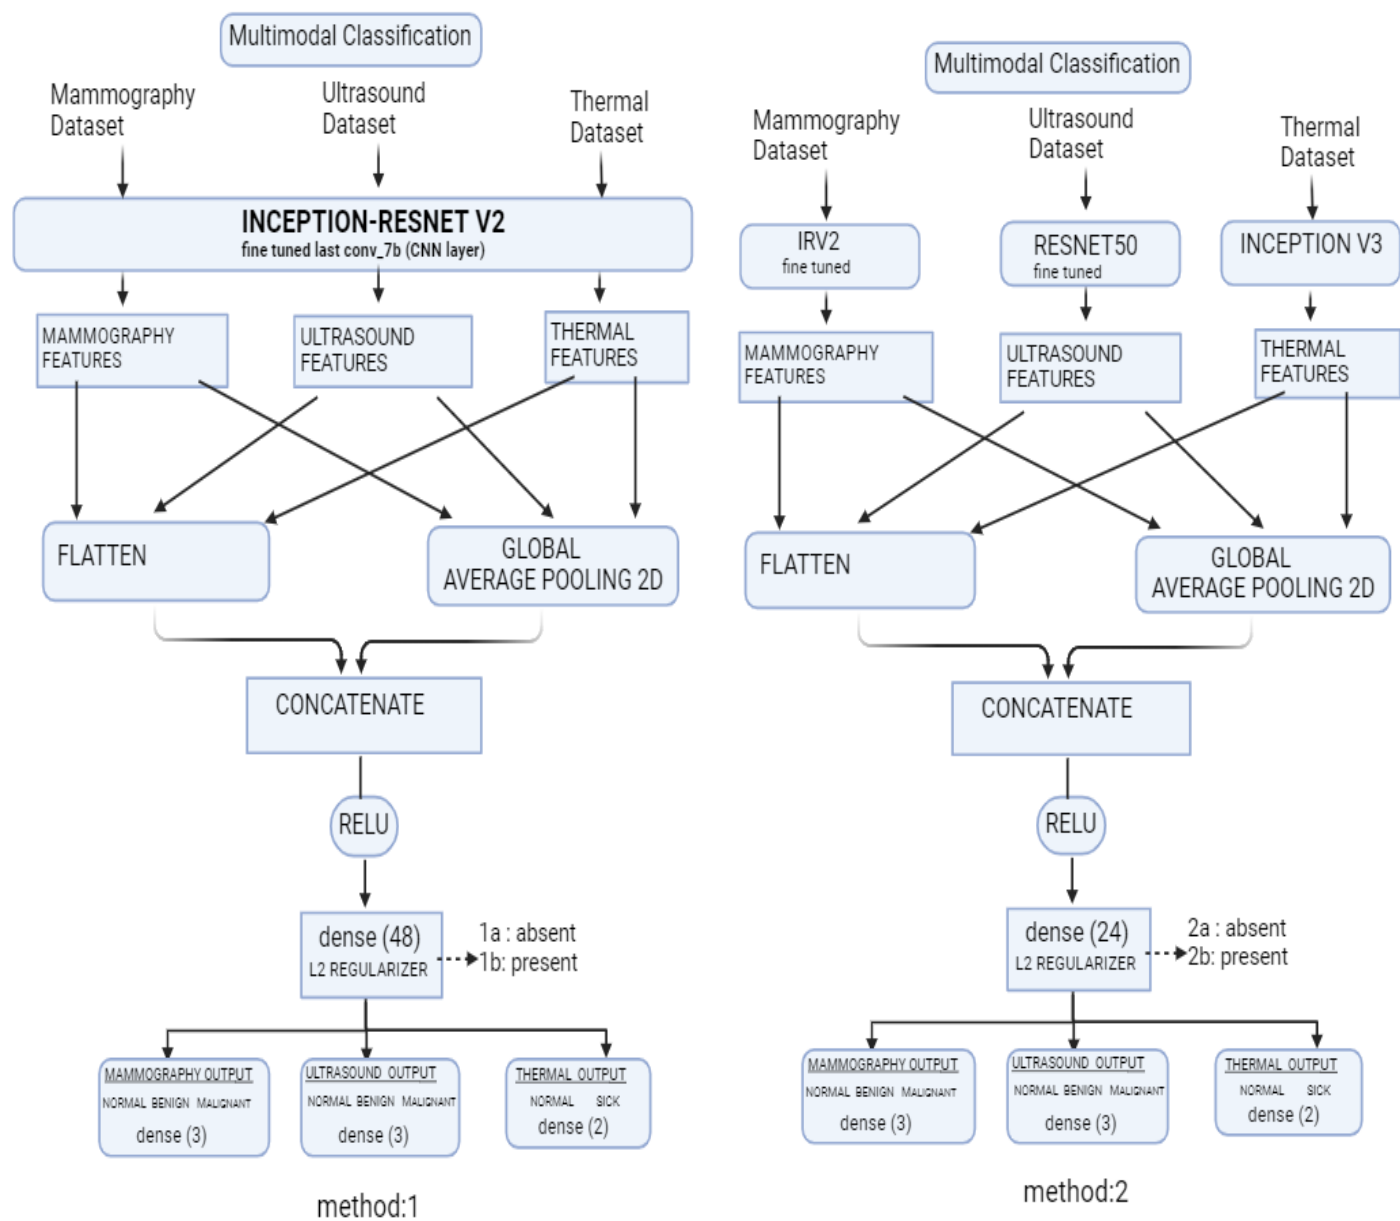 Multimodal Classification
Mammography
Dataset
Ultrasound
Dataset
Thermal
Dataset
INCEPTION-RESNET V2
fine tuned last conv_7b (CNN layer)
MAMMOGRAPHY
FEATURES
ULTRASOUND
FEATURES
THERMAL
FEATURES
FLATTEN
GLOBAL
AVERAGE POOLING 2D
CONCATENATE
RELU
dense (48)
L2 REGULARIZER
1a : absent
1b: present
MAMMOGRAPHY OUTPUT
NORMAL BENIGN MALIGNANT
dense (3)
ULTRASOUND OUTPUT
NORMAL BENIGN MALIGNANT
dense (3)
THERMAL OUTPUT
NORMAL SICK
dense (2)
method:1
Multimodal Classification
Mammography
Dataset
Ultrasound
Dataset
Thermal
Dataset
IRV2
fine tuned
RESNET50
fine tuned
INCEPTION V3
MAMMOGRAPHY
FEATURES
ULTRASOUND
FEATURES
THERMAL
FEATURES
FLATTEN
GLOBAL
AVERAGE POOLING 2D
CONCATENATE
RELU
dense (24)
L2 REGULARIZER
2a : absent
2b: present
MAMMOGRAPHY OUTPUT
NORMAL BENIGN MALIGNANT
dense (3)
ULTRASOUND OUTPUT
NORMAL BENIGN MALIGNANT
dense (3)
THERMAL OUTPUT
NORMAL SICK
dense (2)
method:2